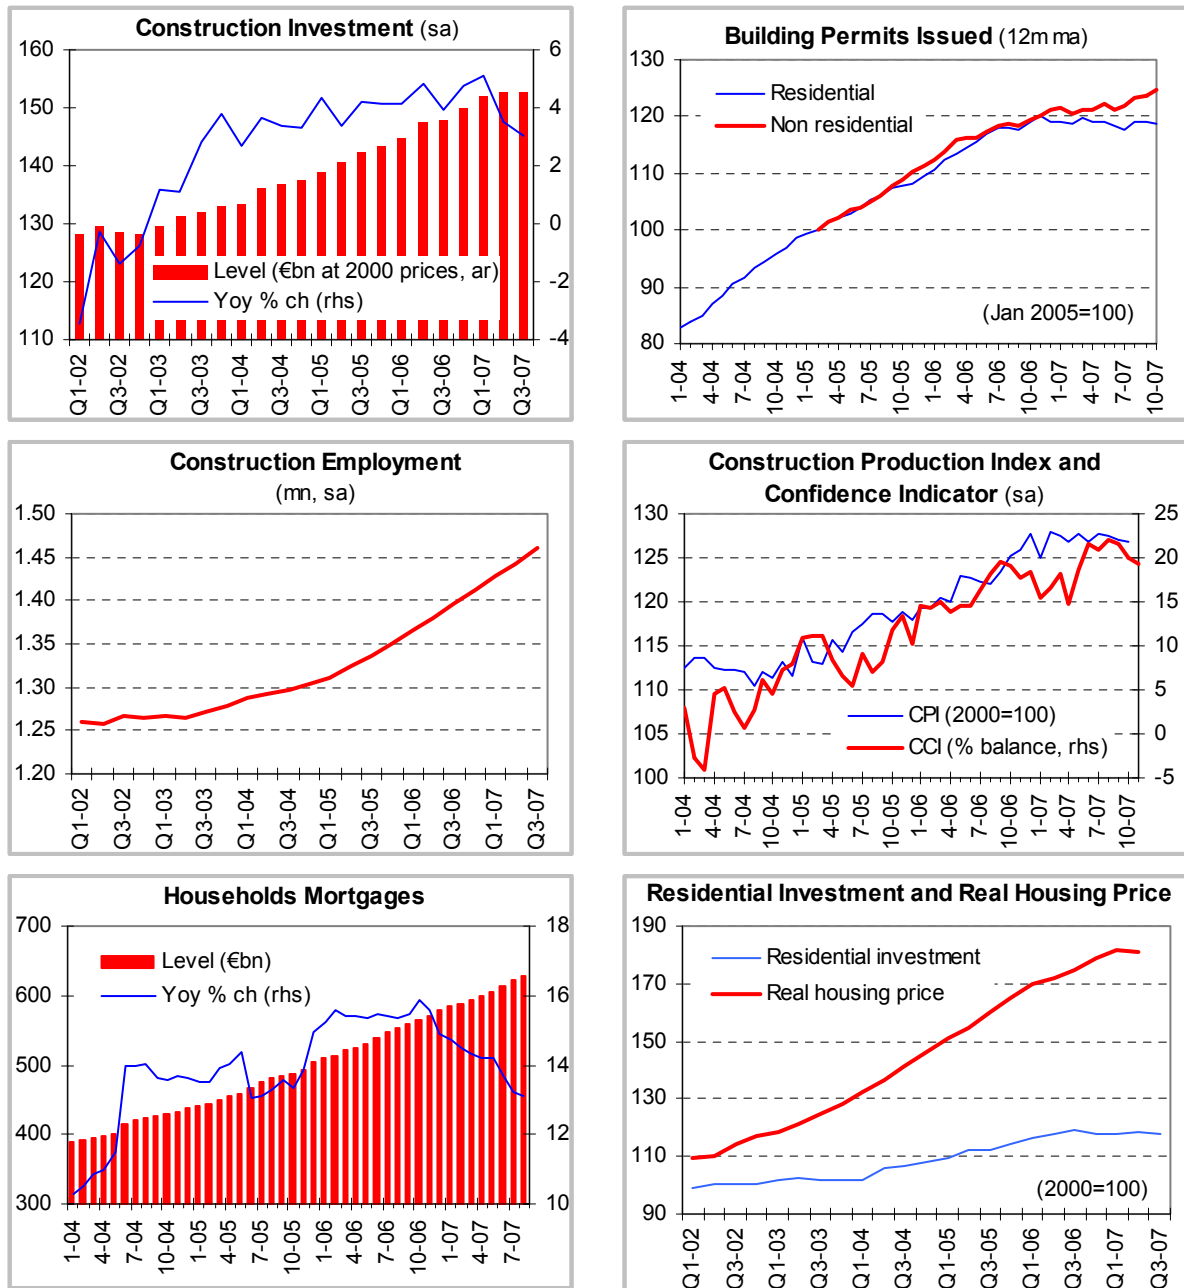 Construction Investment (sa)
160
150
140
130
120
110
6
4
2
0
-2
-4
Level (€bn at 2000 prices, ar)
Yoy % ch (rhs)
Q1-02
Q3-02
Q1-03
Q3-03
Q1-04
Q3-04
Q1-05
Q3-05
Q1-06
Q3-06
Q1-07
Q3-07
Building Permits Issued (12m ma)
130
120
110
100
90
80
Residential
Non residential
(Jan 2005=100)
1-04
4-04
7-04
10-04
1-05
4-05
7-05
10-05
1-06
4-06
7-06
10-06
1-07
4-07
7-07
10-07
Construction Employment
(mn, sa)
1.50
1.45
1.40
1.35
1.30
1.25
1.20
Q1-02
Q3-02
Q1-03
Q3-03
Q1-04
Q3-04
Q1-05
Q3-05
Q1-06
Q3-06
Q1-07
Q3-07
Construction Production Index and
Confidence Indicator (sa)
130
125
120
115
110
105
100
25
20
15
10
5
0
-5
CPI (2000=100)
CCI (% balance, rhs)
1-04
4-04
7-04
10-04
1-05
4-05
7-05
10-05
1-06
4-06
7-06
10-06
1-07
4-07
7-07
10-07
Households Mortgages
700
600
500
400
300
18
16
14
12
10
Level (€bn)
Yoy % ch (rhs)
1-04
4-04
7-04
10-04
1-05
4-05
7-05
10-05
1-06
4-06
7-06
10-06
1-07
4-07
7-07
Residential Investment and Real Housing Price
190
170
150
130
110
90
Residential investment
Real housing price
(2000=100)
Q1-02
Q3-02
Q1-03
Q3-03
Q1-04
Q3-04
Q1-05
Q3-05
Q1-06
Q3-06
Q1-07
Q3-07